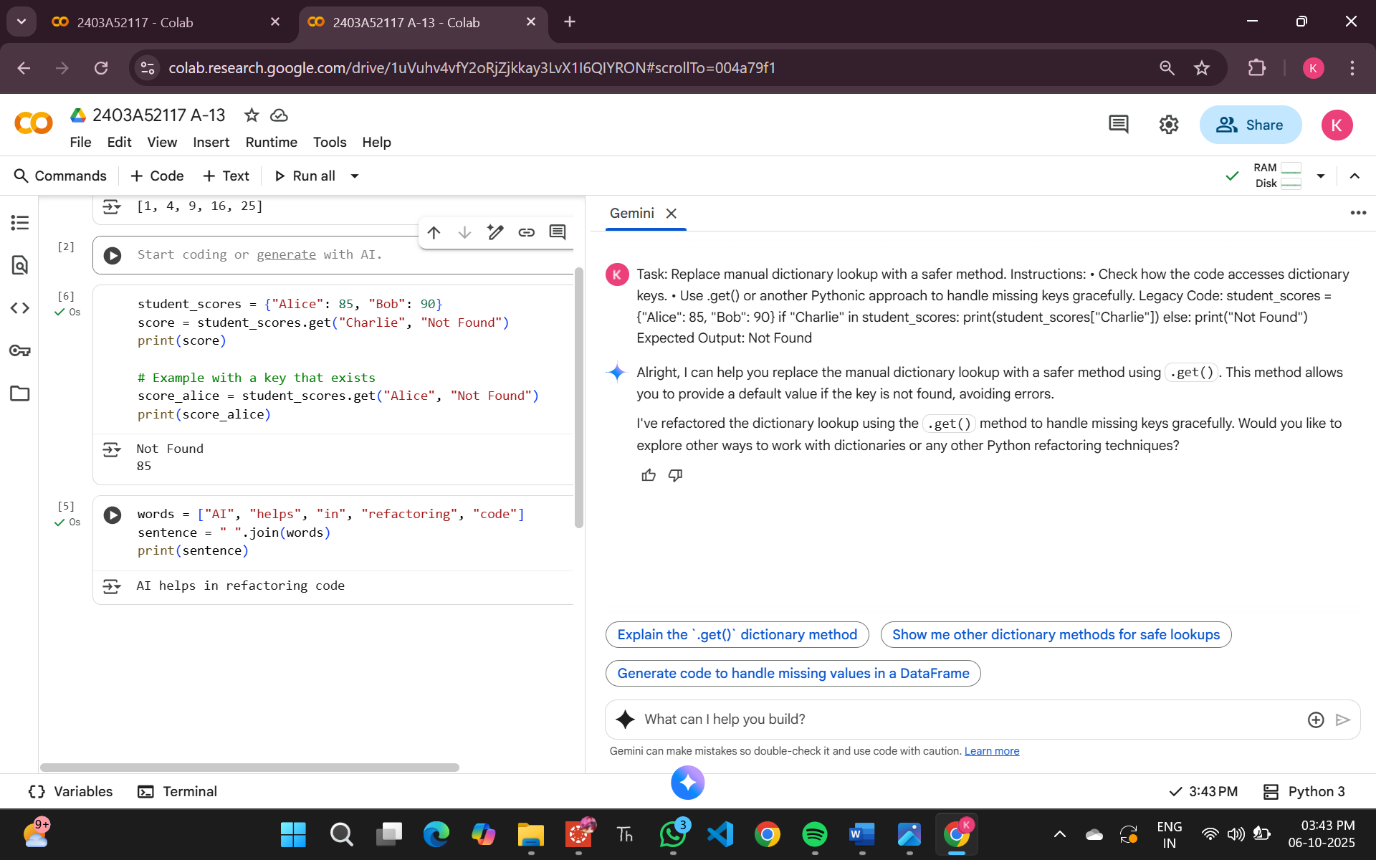 2403A52117 - Colab
2403A52117 A-13 - Colab
colab.research.google.com/drive/1uVuhv4vfY2oRjZjkkay3LvX1I6QIYRON#scrollTo=004a79f1
K
2403A52117 A-13
File Edit View Insert Runtime Tools Help
Share
K
Commands + Code + Text Run all
RAM
Disk
[1, 4, 9, 16, 25]
[2]
Start coding or generate with AI.
[6]
0s
student_scores = {"Alice": 85, "Bob": 90}
score = student_scores.get("Charlie", "Not Found")
print(score)
# Example with a key that exists
score_alice = student_scores.get("Alice", "Not Found")
print(score_alice)
Not Found
85
[5]
0s
words = ["AI", "helps", "in", "refactoring", "code"]
sentence = " ".join(words)
print(sentence)
AI helps in refactoring code
Gemini
K
Task: Replace manual dictionary lookup with a safer method. Instructions: • Check how the code accesses dictionary
keys. • Use .get() or another Pythonic approach to handle missing keys gracefully. Legacy Code: student_scores =
{"Alice": 85, "Bob": 90} if "Charlie" in student_scores: print(student_scores["Charlie"]) else: print("Not Found")
Expected Output: Not Found
Alright, I can help you replace the manual dictionary lookup with a safer method using .get(). This method allows
you to provide a default value if the key is not found, avoiding errors.
I've refactored the dictionary lookup using the .get() method to handle missing keys gracefully. Would you like to
explore other ways to work with dictionaries or any other Python refactoring techniques?
Explain the `.get()` dictionary method
Show me other dictionary methods for safe lookups
Generate code to handle missing values in a DataFrame
What can I help you build?
Gemini can make mistakes so double-check it and use code with caution. Learn more
Variables Terminal
3:43 PM Python 3
9+
Th
3
K
ENG
IN
03:43 PM
06-10-2025